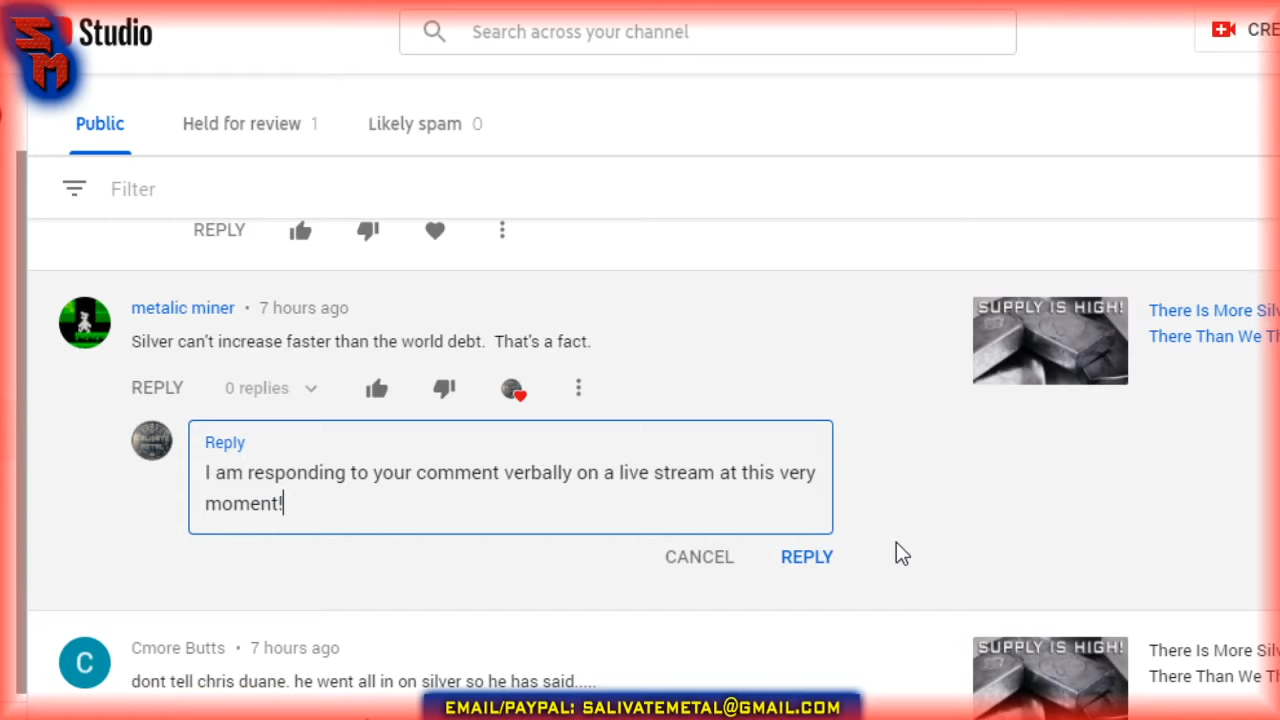 SM
Studio
Search across your channel
CRE
Public
Held for review 1
Likely spam 0
Filter
REPLY
metalic miner • 7 hours ago
Silver can't increase faster than the world debt.  That's a fact.
REPLY
0 replies
SUPPLY IS HIGH!
There Is More Sil
There Than We Th
Reply
I am responding to your comment verbally on a live stream at this very
moment!
CANCEL
REPLY
Cmore Butts • 7 hours ago
dont tell chris duane. he went all in on silver so he has said.....
SUPPLY IS HIGH!
There Is More Sil
There Than We Th
EMAIL/PAYPAL: SALIVATEMETAL@GMAIL.COM